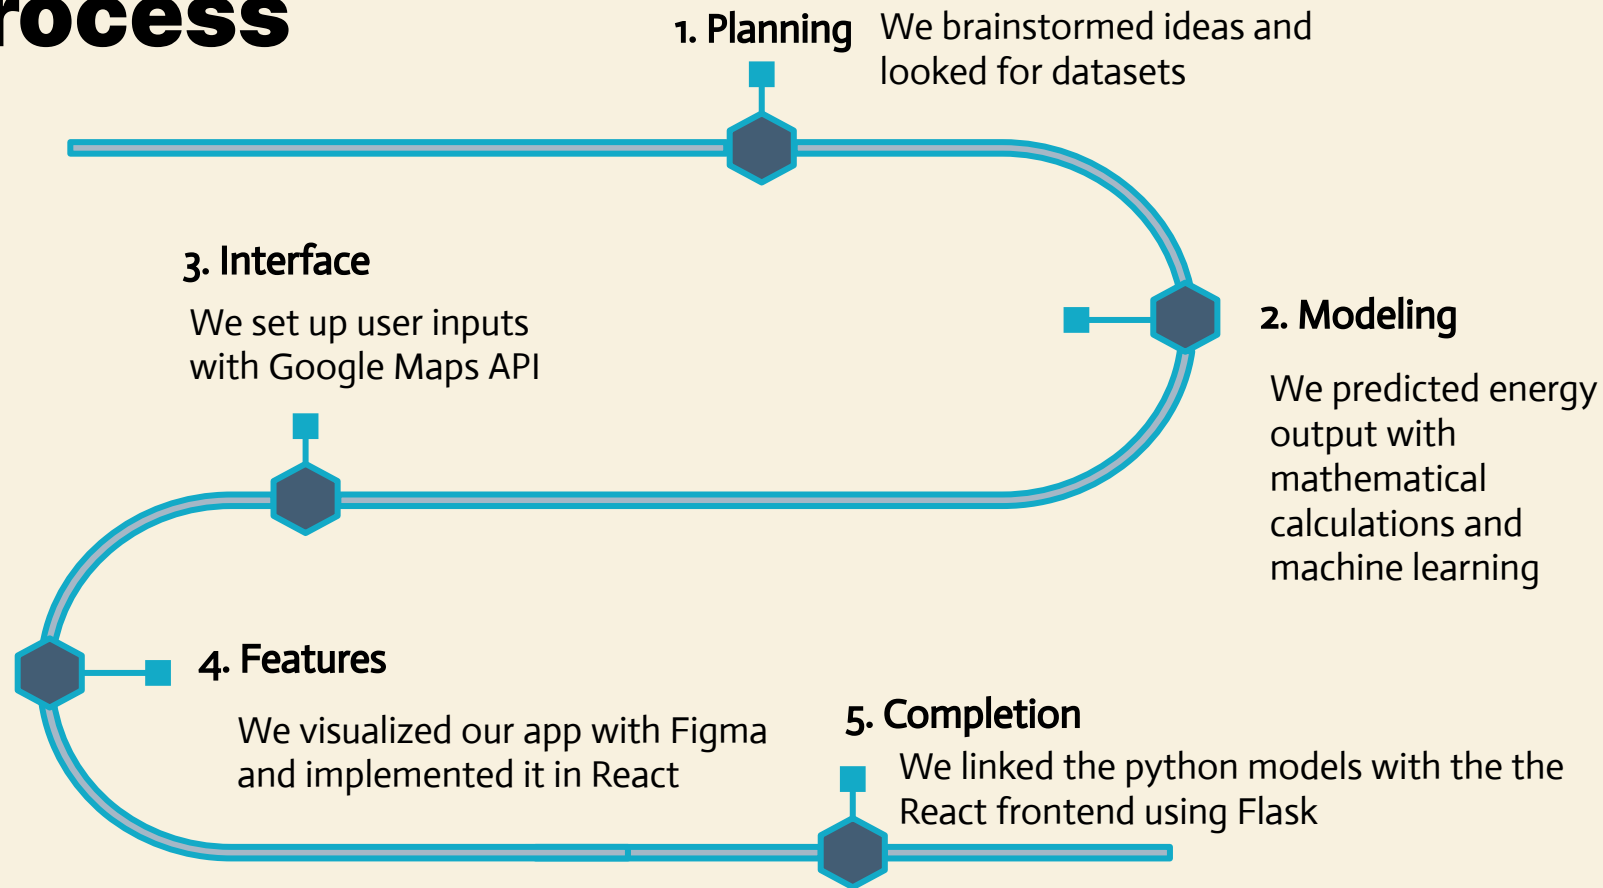 rocess
1. Planning
We brainstormed ideas and
looked for datasets
2. Modeling
We predicted energy
output with
mathematical
calculations and
machine learning
3. Interface
We set up user inputs
with Google Maps API
4. Features
We visualized our app with Figma
and implemented it in React
5. Completion
We linked the python models with the the
React frontend using Flask